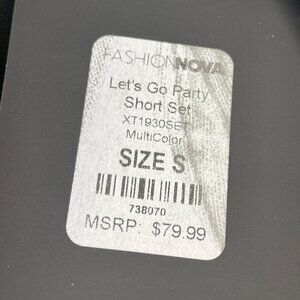 FASHIONNOVA
Let's Go Party
Short Set
XT1930SET
MultiColor
SIZE S
738070
MSRP: $79.99